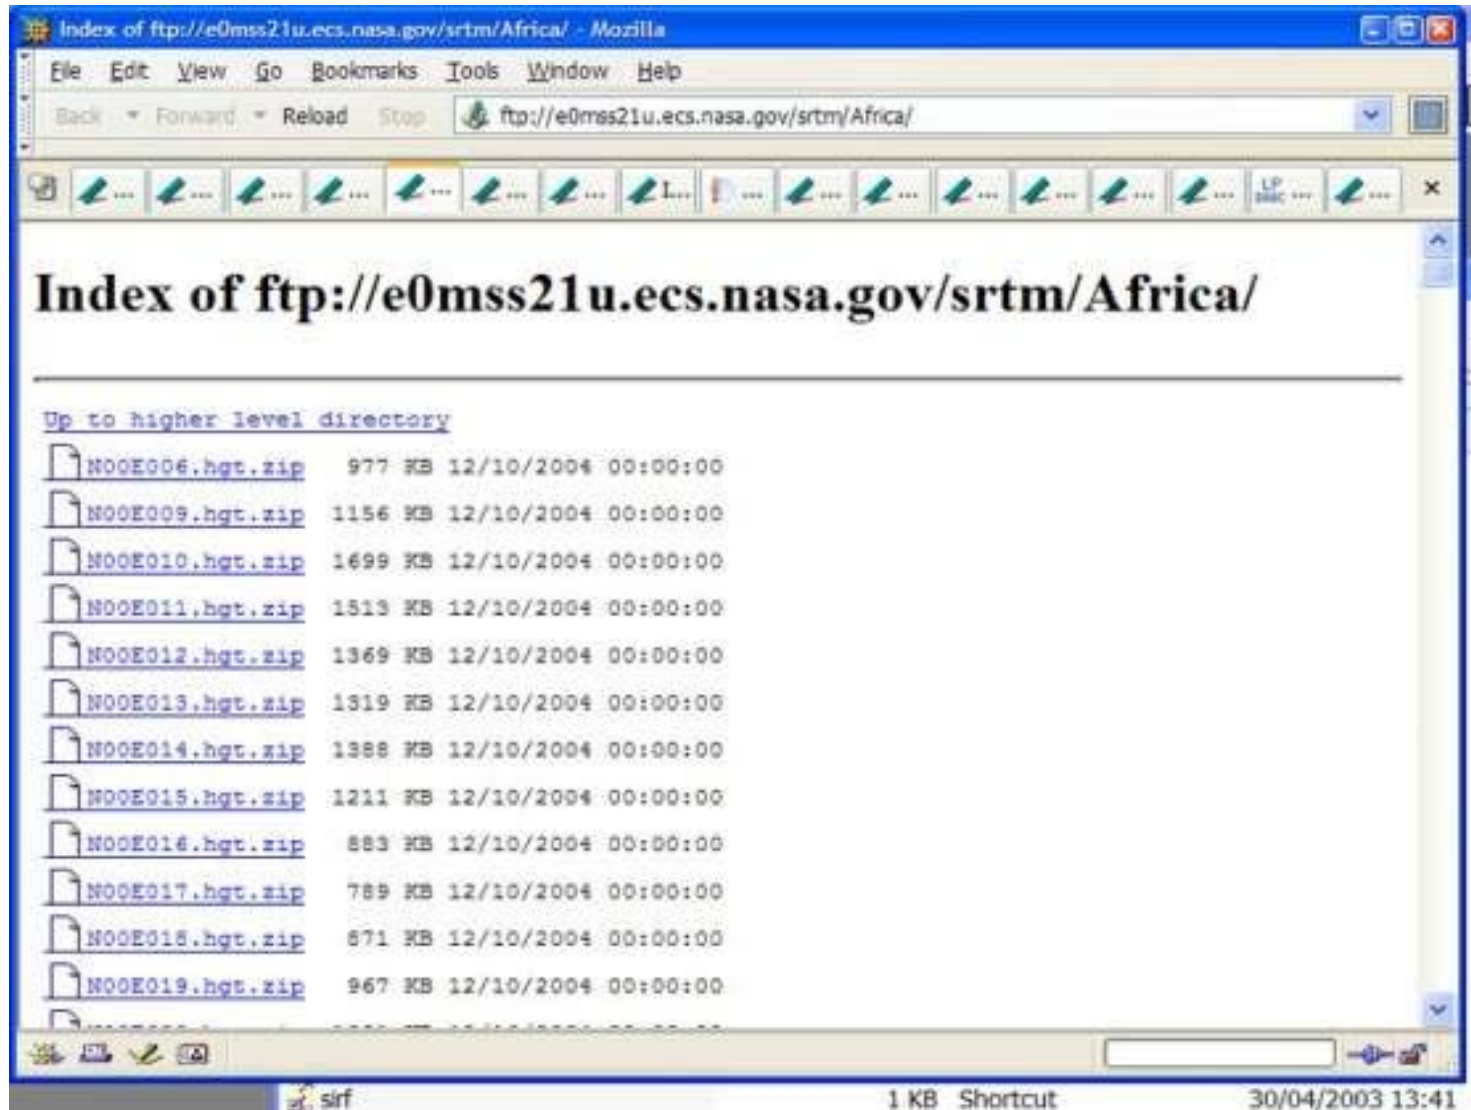 Index of ftp://e0mss21u.ecs.nasa.gov/srtm/Africa/ - Mozilla
File Edit View Go Bookmarks Tools Window Help
Back Forward Reload Stop ftp://e0mss21u.ecs.nasa.gov/srtm/Africa/
... ... ... ... ... ... ... I... ... ... ... ... ... ... ... LP ... ...
Index of ftp://e0mss21u.ecs.nasa.gov/srtm/Africa/
Up to higher level directory
N00E006.hgt.zip 977 KB 12/10/2004 00:00:00
N00E009.hgt.zip 1156 KB 12/10/2004 00:00:00
N00E010.hgt.zip 1699 KB 12/10/2004 00:00:00
N00E011.hgt.zip 1513 KB 12/10/2004 00:00:00
N00E012.hgt.zip 1369 KB 12/10/2004 00:00:00
N00E013.hgt.zip 1319 KB 12/10/2004 00:00:00
N00E014.hgt.zip 1388 KB 12/10/2004 00:00:00
N00E015.hgt.zip 1211 KB 12/10/2004 00:00:00
N00E016.hgt.zip 883 KB 12/10/2004 00:00:00
N00E017.hgt.zip 789 KB 12/10/2004 00:00:00
N00E018.hgt.zip KB 12/10/2004 00:00:00
N00E019.hgt.zip 967 KB 12/10/2004 00:00:00
sirf 1 KB Shortcut 30/04/2003 13:41